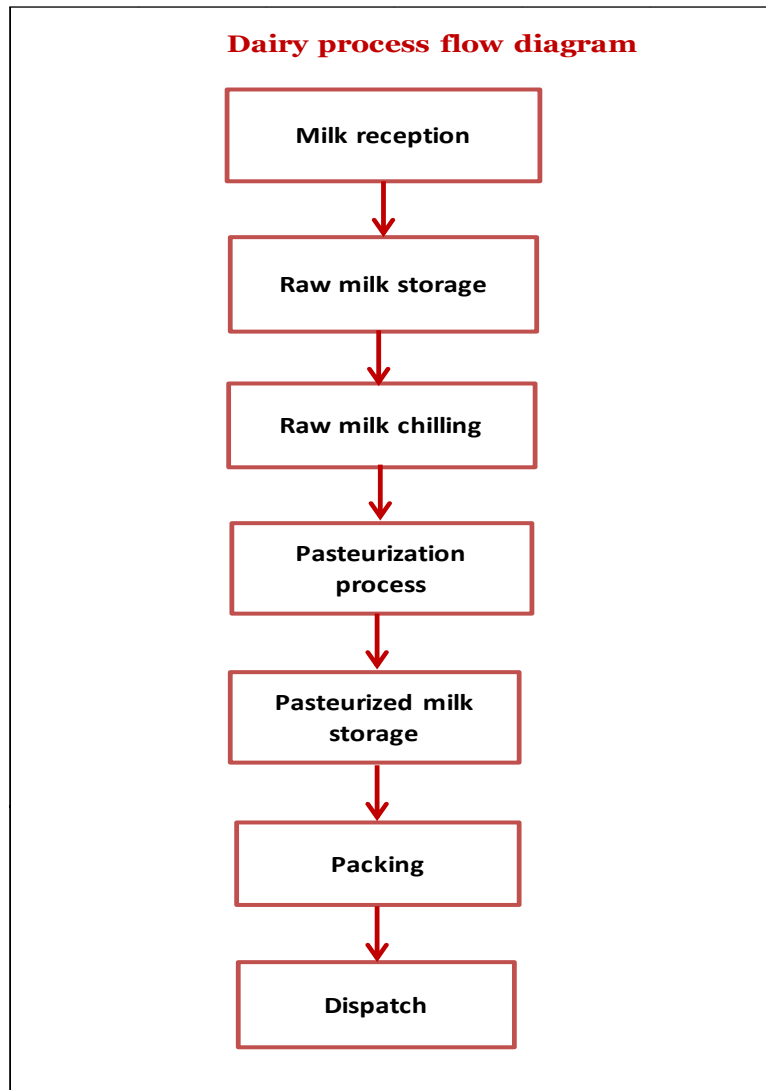 Dairy process flow diagram
Milk reception
Raw milk storage
Raw milk chilling
Pasteurization
process
Pasteurized milk
storage
Packing
Dispatch